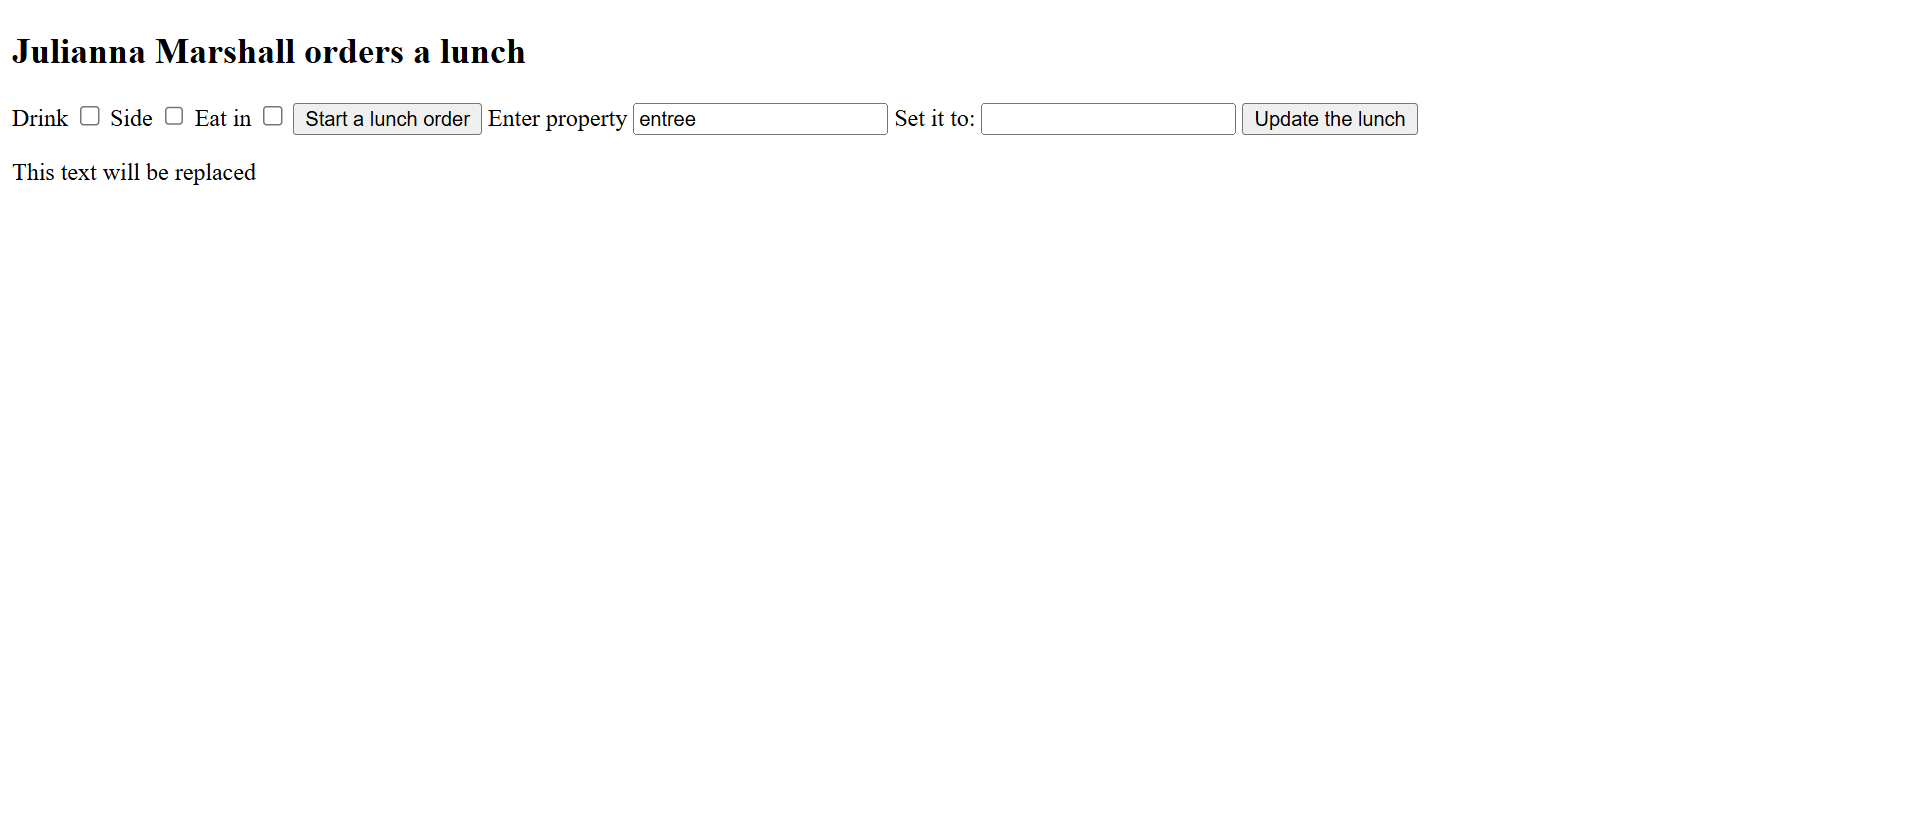 Julianna Marshall orders a lunch
Drink Side Eat in Start a lunch order Enter property entree Set it to: Update the lunch
This text will be replaced